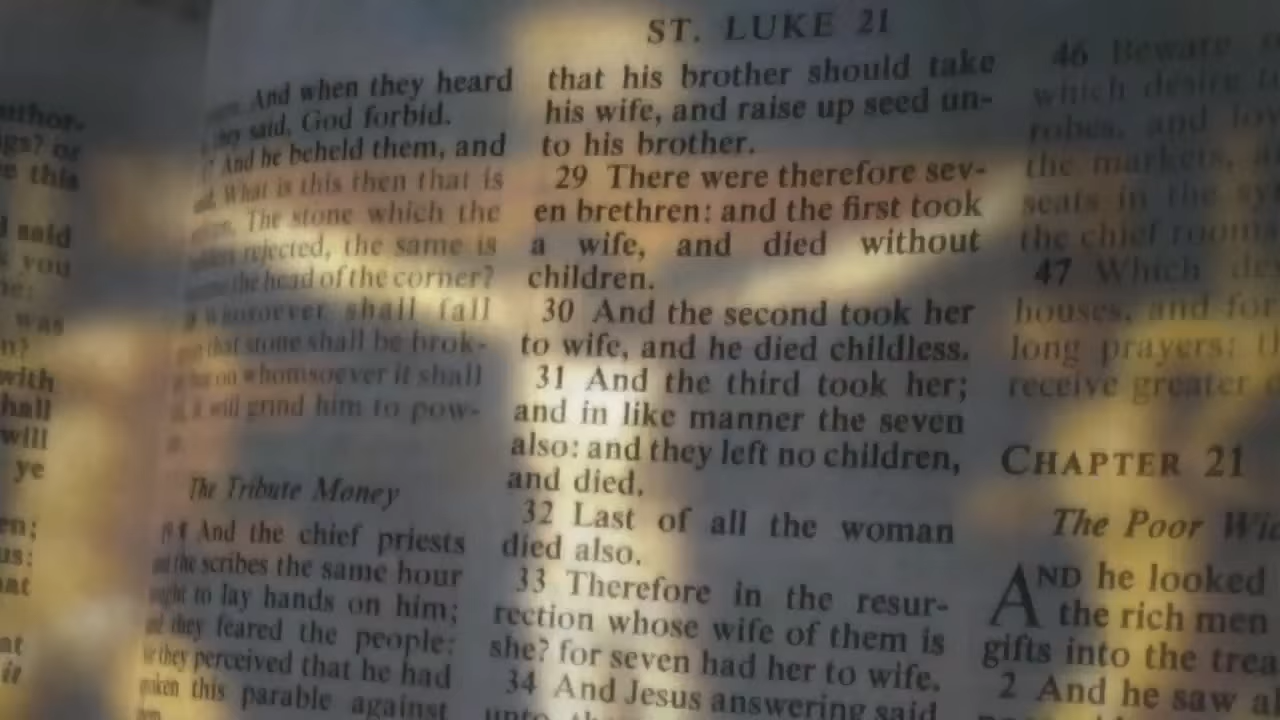 ST. LUKE 21
author-
said
you
was
with
hall
will
ye
And when they heard
said, God forbid.
And he beheld them, and
What is this then that is
The stone which the
rejected, the same is
the head of the corner?
whosoever shall fall
that stone shall be brok-
on whomsoever it shall
it will grind him to pow-
The Tribute Money
And the chief priests
the scribes the same hour
to lay hands on him;
they feared the people:
they perceived that he had
this parable against
that his brother should take
his wife, and raise up seed un-
to his brother.
29 There were therefore sev-
en brethren: and the first took
a wife, and died without
children.
30 And the second took her
to wife, and he died childless.
31 And the third took her;
and in like manner the seven
also: and they left no children,
and died.
32 Last of all the woman
died also.
33 Therefore in the resur-
rection whose wife of them is
she? for seven had her to wife.
34 And Jesus answering said
46 Beware
which desire
robes, and
the markets,
seats in the
the chief rooms
47 Which
houses, and for
long prayers:
receive greater
CHAPTER 21
The Poor
AND he looked
the rich men
gifts into the
2 And he saw